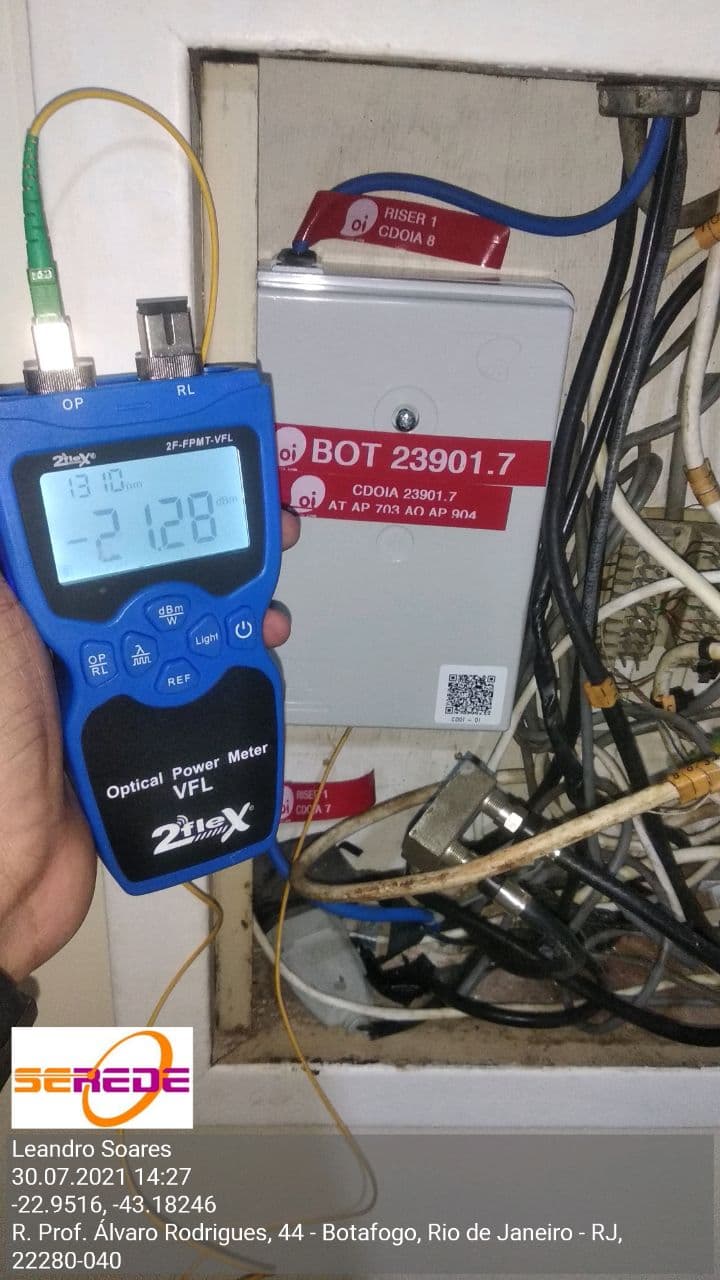 oi RISER 1
CDOIA 8
OP
RL
2flex®
2F-FPMT-VFL
1310nm
-21.28 dBm
oi BOT 23901.7
oi CDOIA 23901.7
AT AP 703 AO AP 904
dBm
W
OP
RL
λ
Light
REF
Optical Power Meter
VFL
2flex®
oi RISER 1
CDOIA 7
SEREDE
Leandro Soares
30.07.2021 14:27
-22.9516, -43.18246
R. Prof. Álvaro Rodrigues, 44 - Botafogo, Rio de Janeiro - RJ,
22280-040